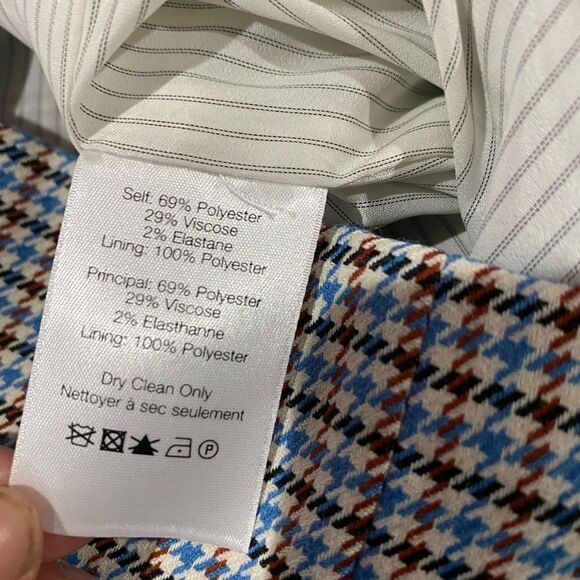 Self: 69% Polyester
29% Viscose
2% Elastane
Lining: 100% Polyester
Principal: 69% Polyester
29% Viscose
2% Elasthanne
Lining: 100% Polyester
Dry Clean Only
Nettoyer à sec seulement
P